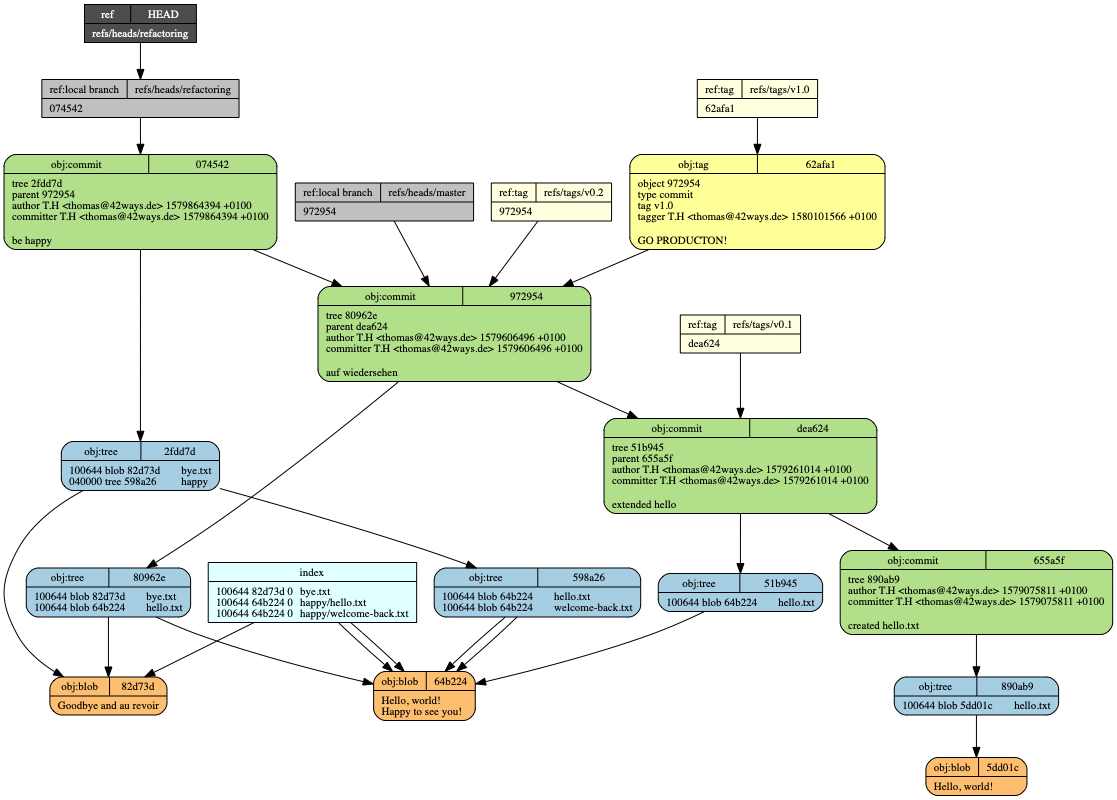 ref HEAD
refs/heads/refactoring
ref:local branch refs/heads/refactoring
074542
ref:tag refs/tags/v1.0
62afa1
obj:commit 074542
tree 2fdd7d
parent 972954
author T.H <thomas@42ways.de> 1579864394 +0100
committer T.H <thomas@42ways.de> 1579864394 +0100
be happy
ref:local branch refs/heads/master
972954
ref:tag refs/tags/v0.2
972954
obj:tag 62afa1
object 972954
type commit
tag v1.0
tagger T.H <thomas@42ways.de> 1580101566 +0100
GO PRODUCTON!
obj:commit 972954
tree 80962e
parent dea624
author T.H <thomas@42ways.de> 1579606496 +0100
committer T.H <thomas@42ways.de> 1579606496 +0100
auf wiedersehen
ref:tag refs/tags/v0.1
dea624
obj:commit dea624
tree 51b945
parent 655a5f
author T.H <thomas@42ways.de> 1579261014 +0100
committer T.H <thomas@42ways.de> 1579261014 +0100
extended hello
obj:tree 2fdd7d
100644 blob 82d73d bye.txt
040000 tree 598a26 happy
obj:tree 80962e
100644 blob 82d73d bye.txt
100644 blob 64b224 hello.txt
index
100644 82d73d 0 bye.txt
100644 64b224 0 happy/hello.txt
100644 64b224 0 happy/welcome-back.txt
obj:tree 598a26
100644 blob 64b224 hello.txt
100644 blob 64b224 welcome-back.txt
obj:tree 51b945
100644 blob 64b224 hello.txt
obj:commit 655a5f
tree 890ab9
author T.H <thomas@42ways.de> 1579075811 +0100
committer T.H <thomas@42ways.de> 1579075811 +0100
created hello.txt
obj:blob 82d73d
Goodbye and au revoir
obj:blob 64b224
Hello, world!
Happy to see you!
obj:tree 890ab9
100644 blob 5dd01c hello.txt
obj:blob 5dd01c
Hello, world!